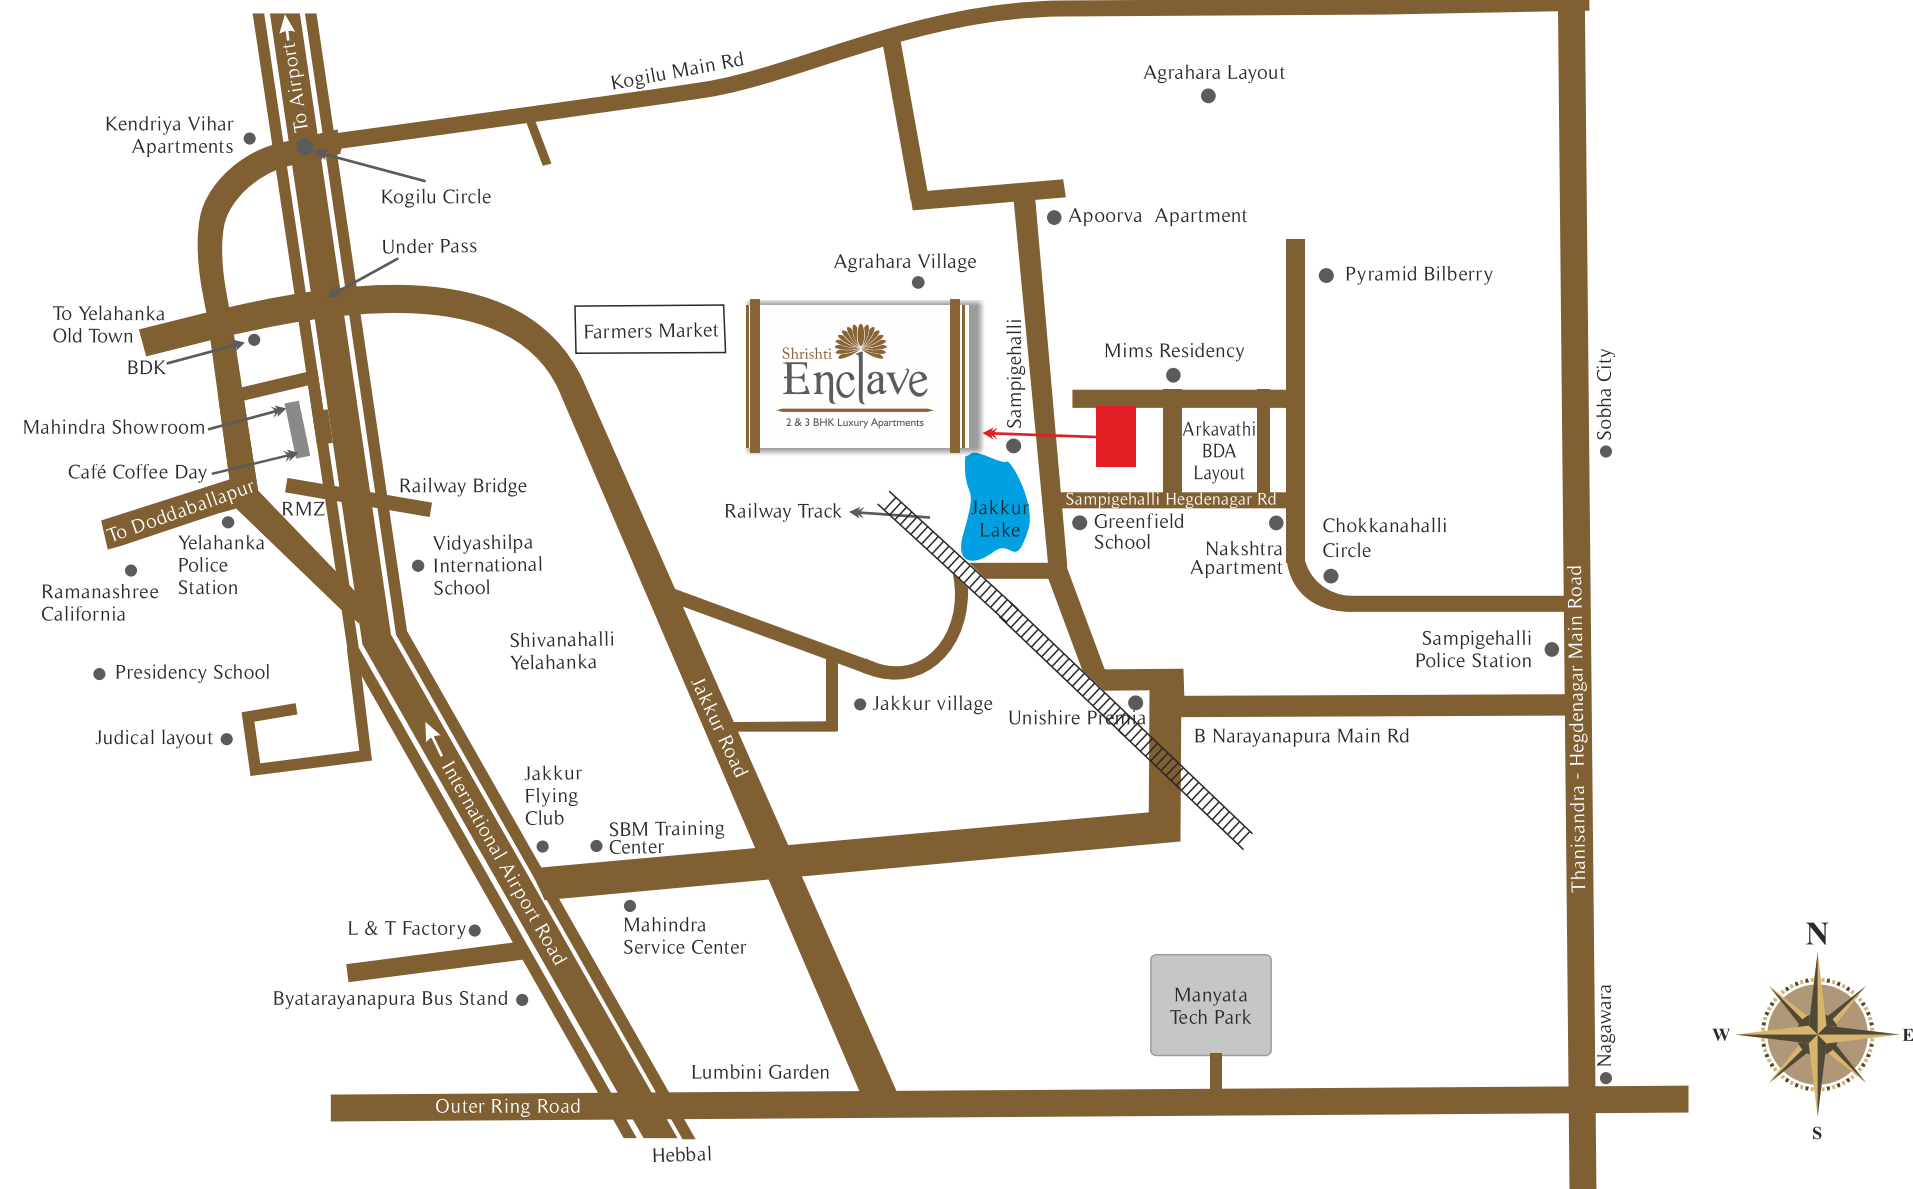 To Airport
Kogilu Main Rd
Agrahara Layout
Kendriya Vihar
Apartments
Kogilu Circle
Apoorva Apartment
Under Pass
Agrahara Village
Pyramid Bilberry
To Yelahanka
Old Town
Farmers Market
BDK
Shrishti
Enclave
2 & 3 BHK Luxury Apartments
Sampigehalli
Mims Residency
Sobha City
Mahindra Showroom
Arkavathi
BDA
Layout
Café Coffee Day
Railway Bridge
To Doddaballapur
RMZ
Railway Track
Jakkur
Lake
Sampigehalli Hegdenagar Rd
Greenfield
School
Nakshtra
Apartment
Chokkanahalli
Circle
Yelahanka
Police
Station
Vidyashilpa
International
School
Ramanashree
California
Shivanahalli
Yelahanka
Sampigehalli
Police Station
Thanisandra - Hegdenagar Main Road
Presidency School
Jakkur Road
Jakkur village
Unishire Premia
B Narayanapura Main Rd
Judical layout
International Airport Road
Jakkur
Flying
Club
SBM Training
Center
L & T Factory
Mahindra
Service Center
Byatarayanapura Bus Stand
Manyata
Tech Park
Nagawara
N
W
E
S
Lumbini Garden
Outer Ring Road
Hebbal